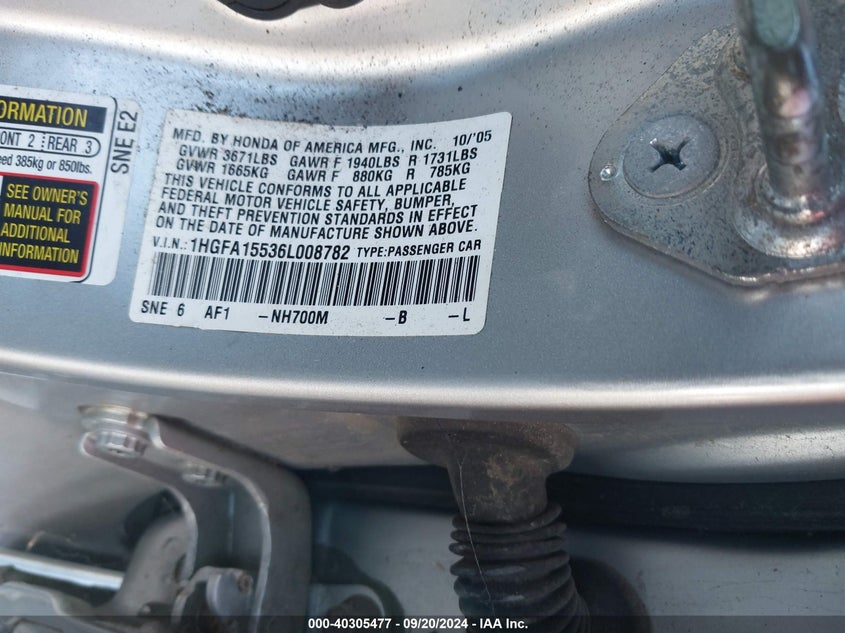 ORMATION
ONT 2 REAR 3
eed 385kg or 850lbs.
SEE OWNER'S
MANUAL FOR
ADDITIONAL
INFORMATION
SNE E2
MFD. BY HONDA OF AMERICA MFG., INC. 10/'05
GVWR 3671LBS GAWR F 1940LBS R 1731LBS
GVWR 1665KG GAWR F 880KG R 785KG
THIS VEHICLE CONFORMS TO ALL APPLICABLE
FEDERAL MOTOR VEHICLE SAFETY, BUMPER,
AND THEFT PREVENTION STANDARDS IN EFFECT
ON THE DATE OF MANUFACTURE SHOWN ABOVE.
V.I.N.: 1HGFA15536L008782 TYPE:PASSENGER CAR
SNE 6 AF1 -NH700M -B -L
000-40305477 - 09/20/2024 - IAA Inc.